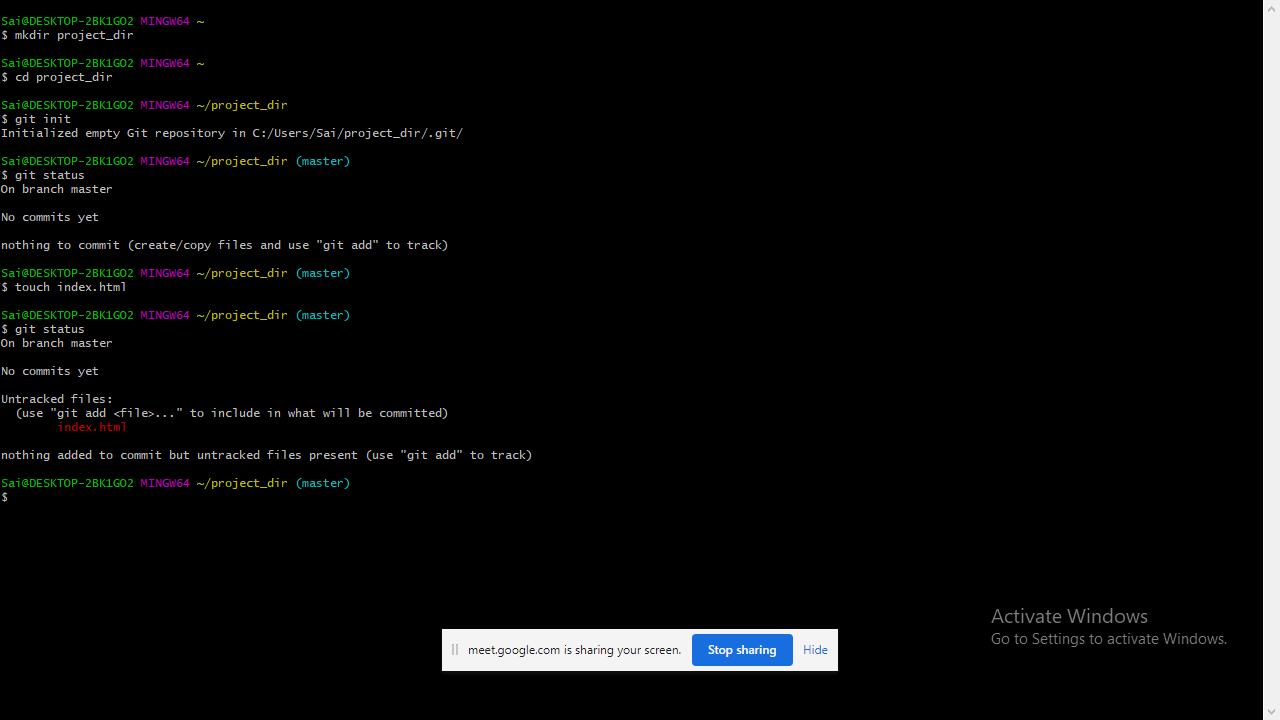 Sai@DESKTOP-2BK1GO2 MINGW64 ~
$ mkdir project_dir
Sai@DESKTOP-2BK1GO2 MINGW64 ~
$ cd project_dir
Sai@DESKTOP-2BK1GO2 MINGW64 ~/project_dir
$ git init
Initialized empty Git repository in C:/Users/Sai/project_dir/.git/
Sai@DESKTOP-2BK1GO2 MINGW64 ~/project_dir (master)
$ git status
On branch master
No commits yet
nothing to commit (create/copy files and use "git add" to track)
Sai@DESKTOP-2BK1GO2 MINGW64 ~/project_dir (master)
$ touch index.html
Sai@DESKTOP-2BK1GO2 MINGW64 ~/project_dir (master)
$ git status
On branch master
No commits yet
Untracked files:
  (use "git add <file>..." to include in what will be committed)
        index.html
nothing added to commit but untracked files present (use "git add" to track)
Sai@DESKTOP-2BK1GO2 MINGW64 ~/project_dir (master)
$
Activate Windows
Go to Settings to activate Windows.
meet.google.com is sharing your screen. Stop sharing Hide